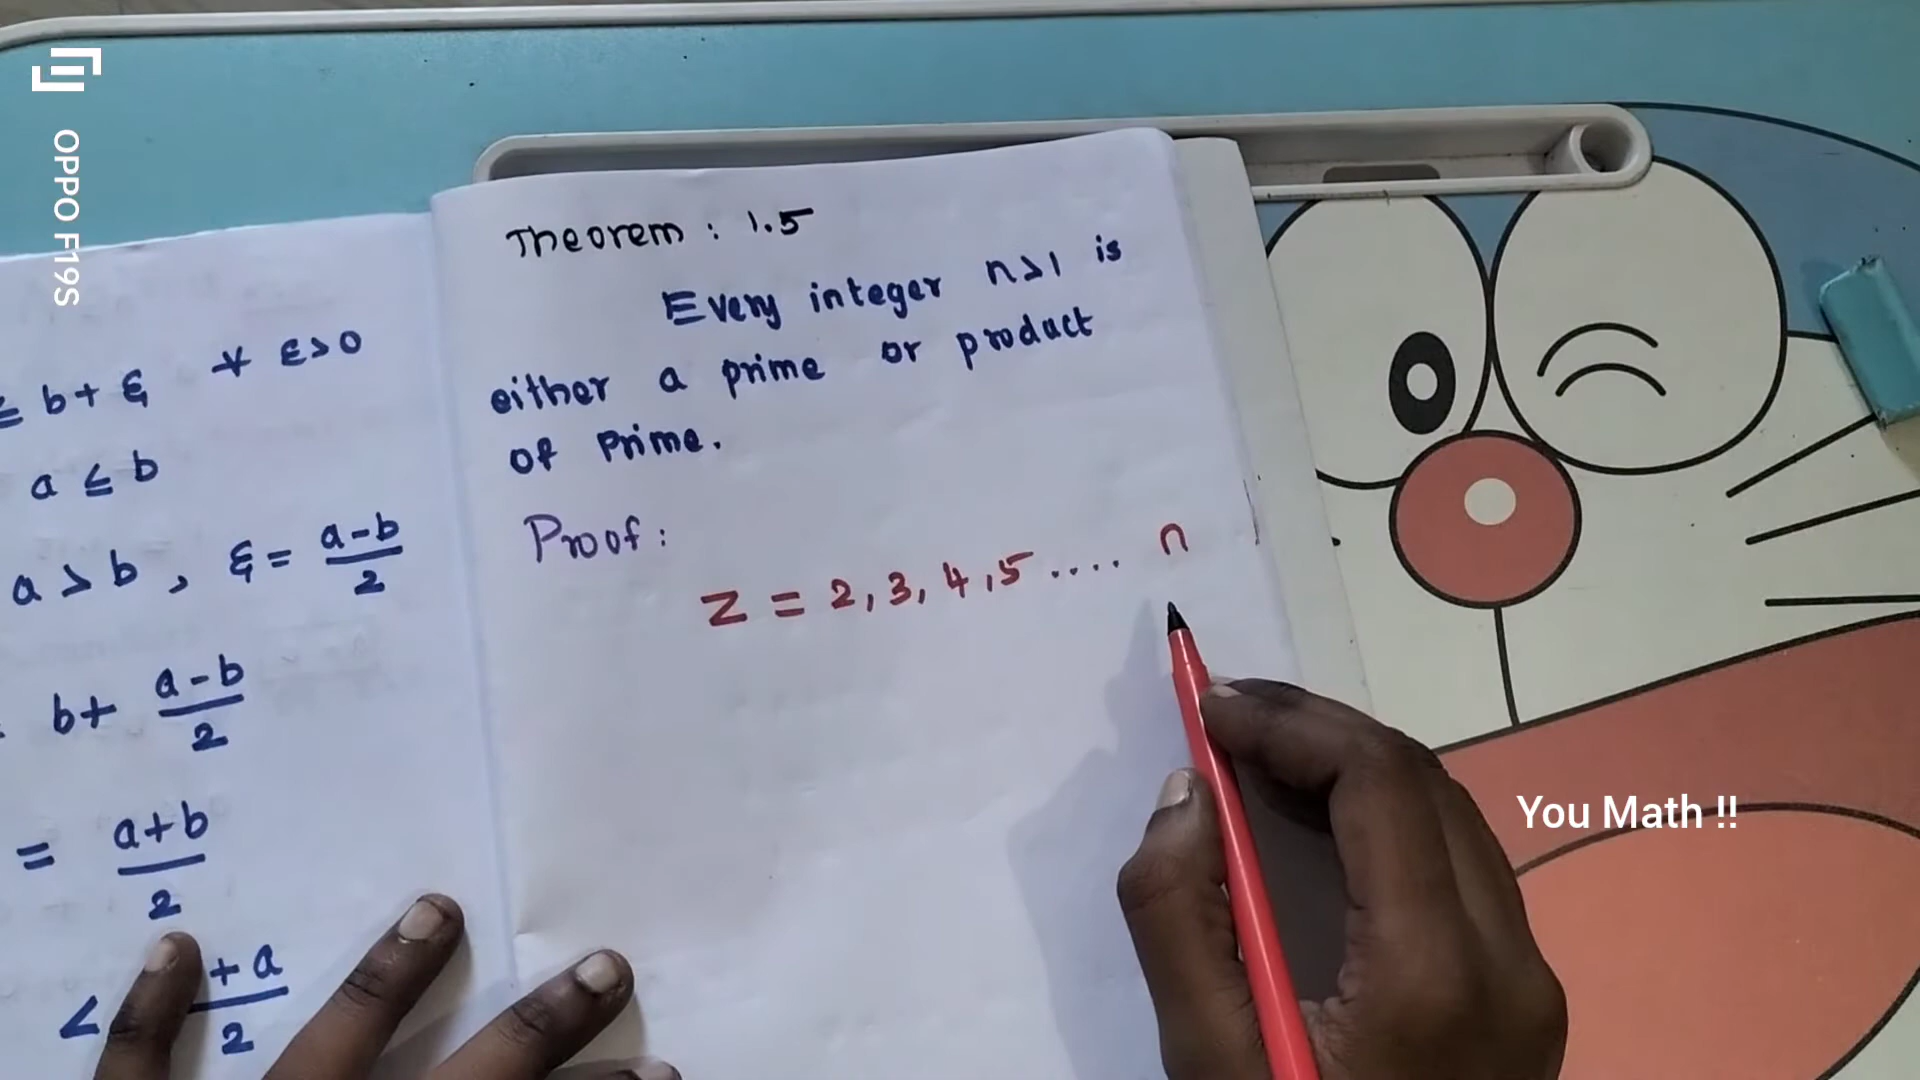 OPPO F19S
≤ b + ε ∀ ε > 0
a ≤ b
a > b , ε = a-b/2
b + a-b/2
= a+b/2
< +a/2
Theorem : 1.5
Every integer n>1 is
either a prime or product
of Prime.
Proof :
Z = 2, 3, 4, 5 .... n
You Math !!